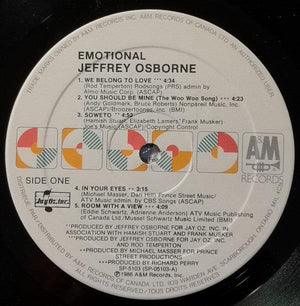 EMOTIONAL
JEFFREY OSBORNE
1. WE BELONG TO LOVE • 4:34
(Rod Temperton) Rodsongs (PRS) admin by
Almo Music Corp. (ASCAP)
2. YOU SHOULD BE MINE (The Woo Woo Song) • 4:23
(Andy Goldmark, Bruce Roberts) Nonpareil Music, Inc.
(ASCAP)/Broozertoones, Inc. (BMI)
3. SOWETO •
(Hamish Stuart, Elizabeth Lamers, Frank Musker)
Joe's Music(ASCAP)/Copyright Control
SIDE ONE
A&M
RECORDS
Jay Oz, Inc.
4. IN YOUR EYES • 3:15
(Michael Masser, Dan Hill) Prince Street Music/
ATV Music admin by CBS Songs (ASCAP)
5. ROOM WITH A VIEW • 4:09
(Eddie Schwartz, Adrienne Anderson) ATV Music Publishing
of Canada Ltd./Mussel Schwartz Music Limited (BMI)
PRODUCED BY JEFFREY OSBORNE FOR JAY OZ, INC. IN
ASSOCIATION WITH HAMISH STUART AND FRANK MUSKER
PRODUCED BY JEFFREY OSBORNE FOR JAY OZ, INC.
AND ROD TEMPERTON
PRODUCED BY MICHAEL MASSER FOR PRINCE
STREET PRODUCTIONS
PRODUCED BY RICHARD PERRY
SP-5103 (SP-05103-A)
℗ 1986 A&M Records, Inc.